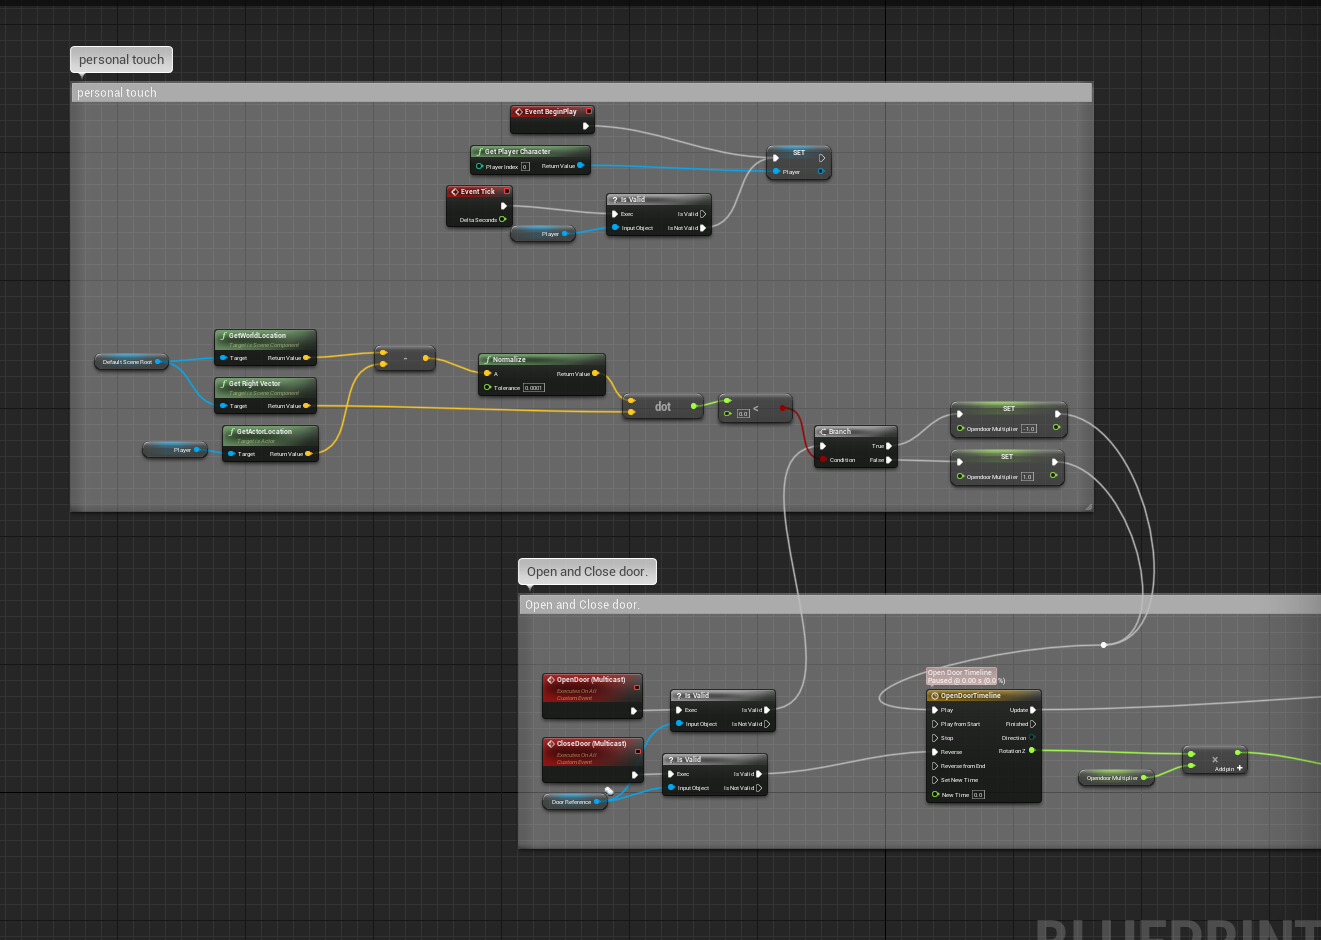 personal touch
personal touch
Event BeginPlay
Get Player Character
Player Index 0 Return Value
SET
Player
Event Tick
Delta Seconds
Is Valid
Exec Is Valid
Input Object Is Not Valid
Player
Default Scene Root
GetWorldLocation
Target is Scene Component
Target Return Value
Get Right Vector
Target is Scene Component
Target Return Value
Player
GetActorLocation
Target is Actor
Target Return Value
-
Normalize
A Return Value
Tolerance 0.0001
dot
0.0 <
Branch
True
Condition False
SET
Opendoor Multiplier -1.0
SET
Opendoor Multiplier 1.0
Open and Close door.
Open and Close door.
OpenDoor (Multicast)
Executes On All
Custom Event
Is Valid
Exec Is Valid
Input Object Is Not Valid
CloseDoor (Multicast)
Executes On All
Custom Event
Is Valid
Exec Is Valid
Input Object Is Not Valid
Door Reference
Open Door Timeline
Paused @ 0.00 s (0.0 %)
OpenDoorTimeline
Play Update
Play from Start Finished
Stop Direction
Reverse Rotation Z
Reverse from End
Set New Time
New Time 0.0
Opendoor Multiplier
×
Add pin +
BLUEPRINT